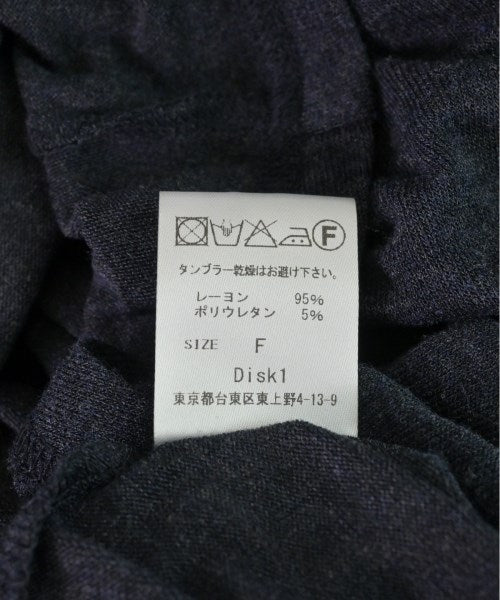 F
タンブラー乾燥はお避け下さい。
レーヨン 95%
ポリウレタン 5%
SIZE F
Disk1
東京都台東区東上野4-13-9